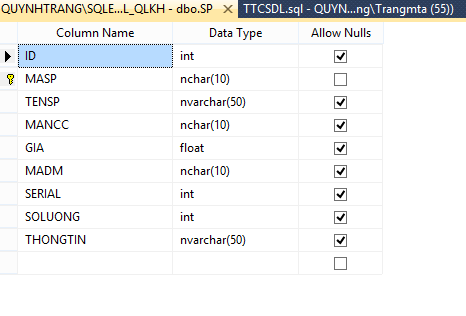 QUYNHTRANG\SQLE...L_QLKH - dbo.SP TTCSDL.sql - QUYN...ng\Trangmta (55))
Column Name Data Type Allow Nulls
ID int
MASP nchar(10)
TENSP nvarchar(50)
MANCC nchar(10)
GIA float
MADM nchar(10)
SERIAL int
SOLUONG int
THONGTIN nvarchar(50)